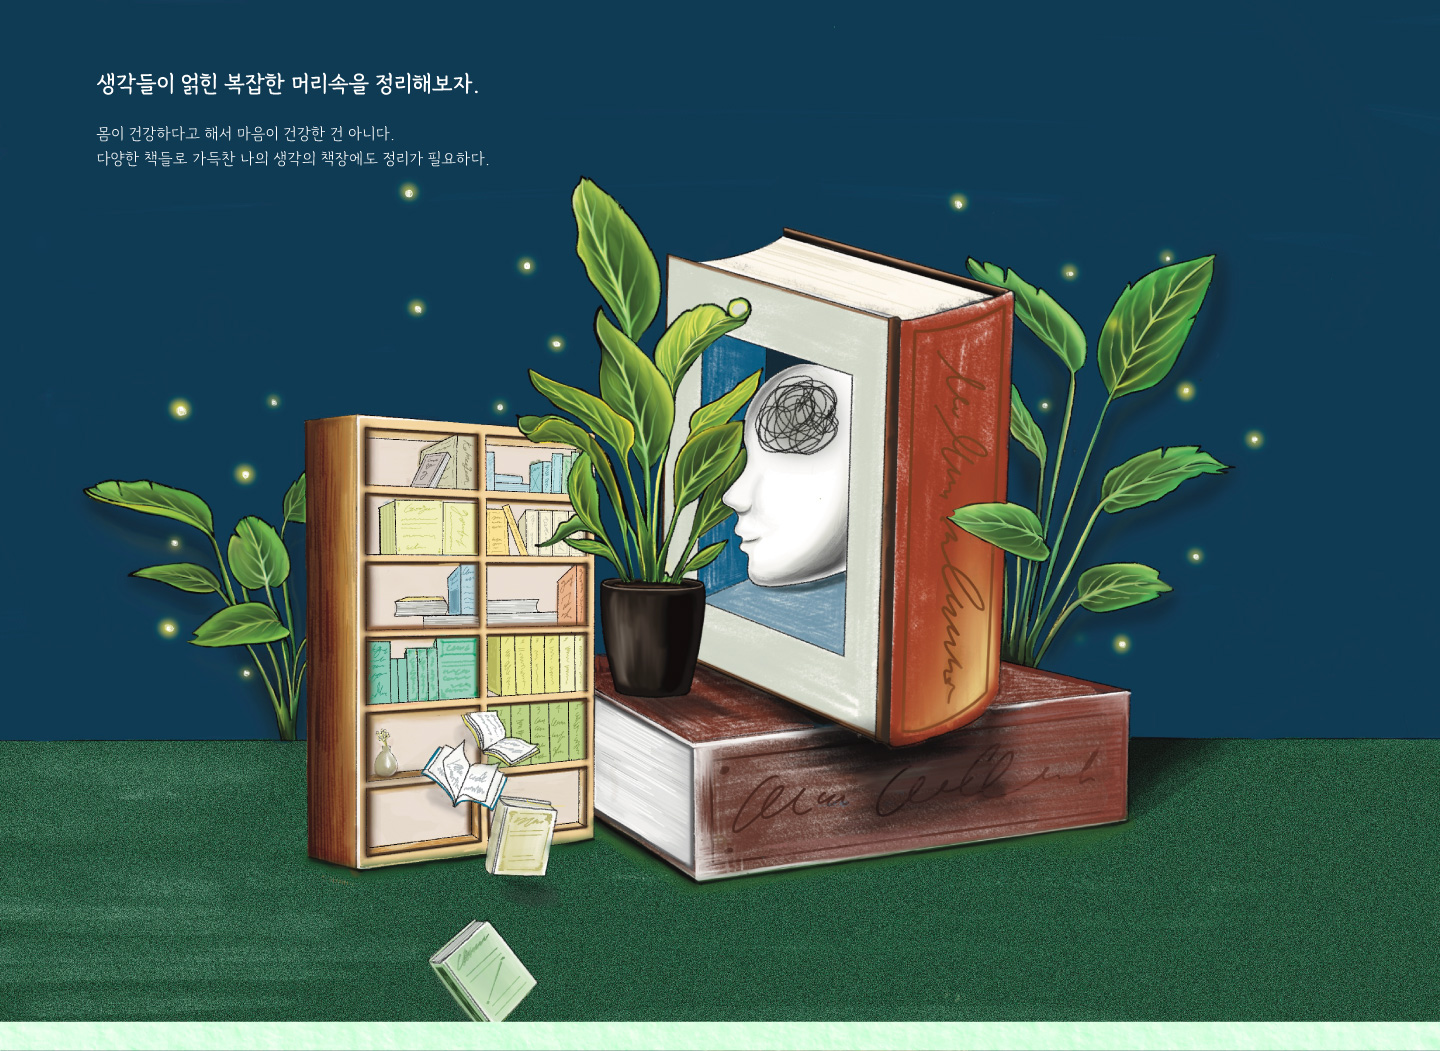 생각들이 얽힌 복잡한 머리속을 정리해보자.
몸이 건강하다고 해서 마음이 건강한 건 아니다.
다양한 책들로 가득찬 나의 생각의 책장에도 정리가 필요하다.